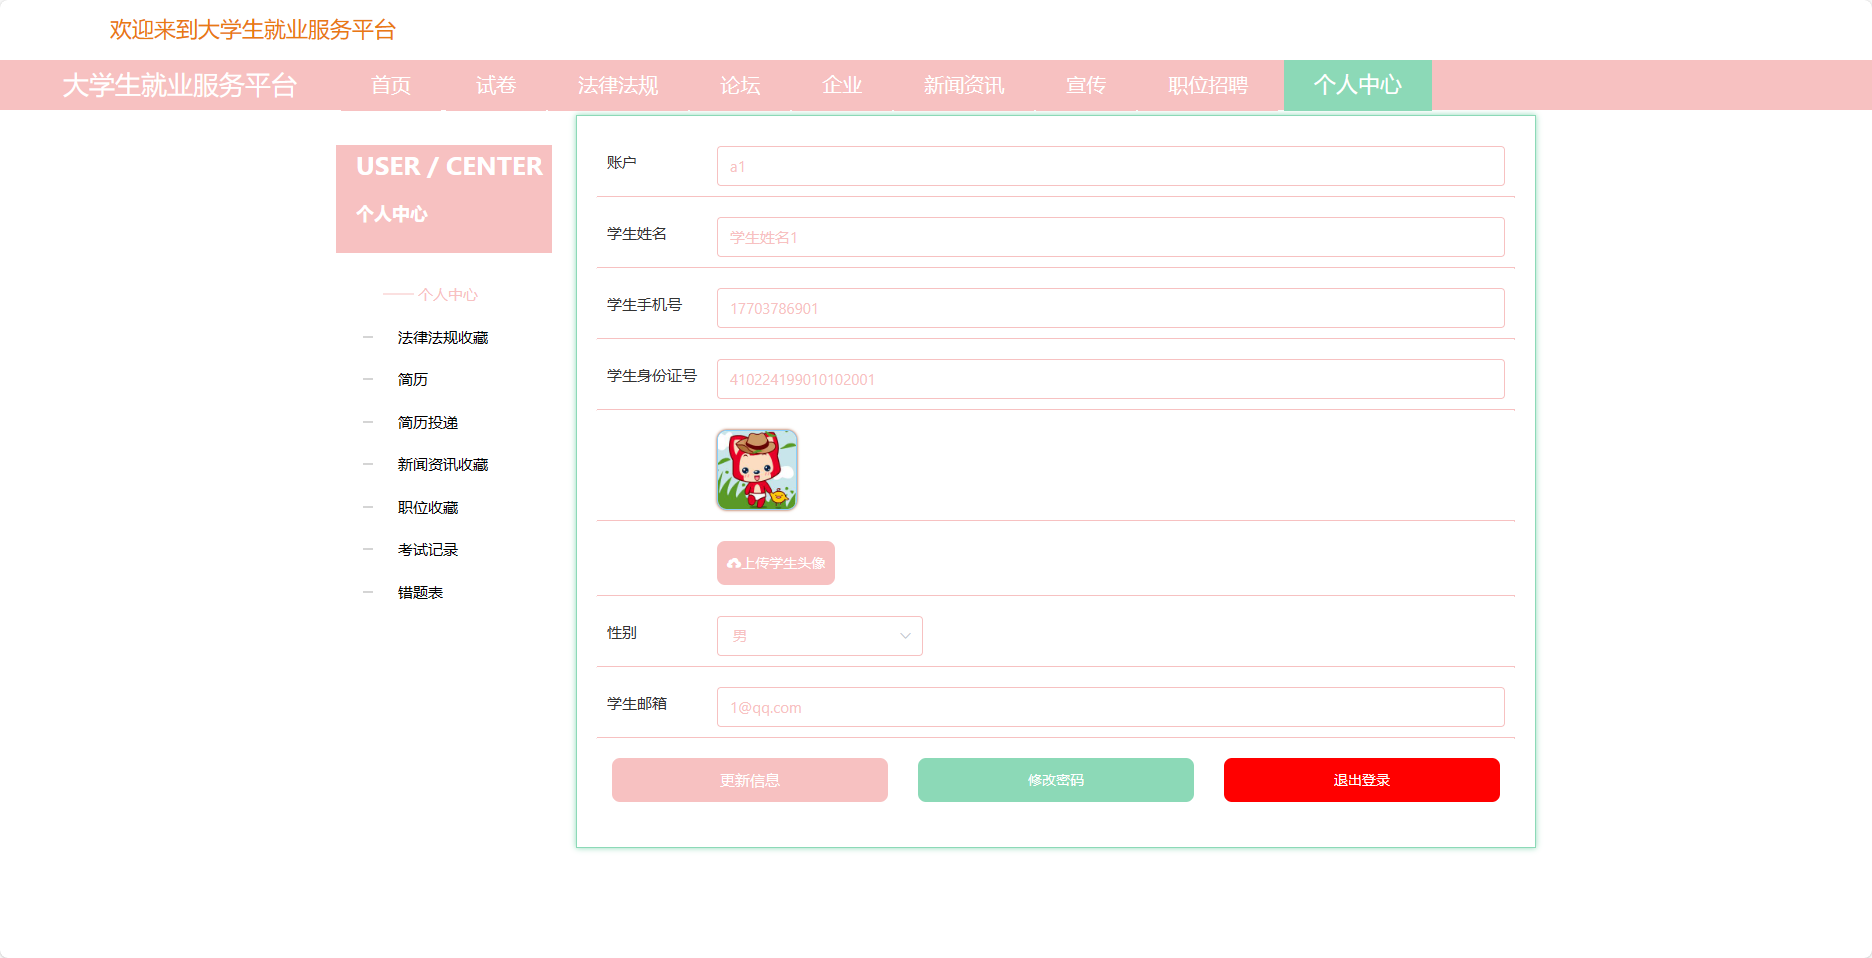 欢迎来到大学生就业服务平台
大学生就业服务平台 首页 试卷 法律法规 论坛 企业 新闻资讯 宣传 职位招聘 个人中心
USER / CENTER
个人中心
个人中心
法律法规收藏
简历
简历投递
新闻资讯收藏
职位收藏
考试记录
错题表
账户 a1
学生姓名 学生姓名1
学生手机号 17703786901
学生身份证号 410224199010102001
上传学生头像
性别 男
学生邮箱 1@qq.com
更新信息 修改密码 退出登录